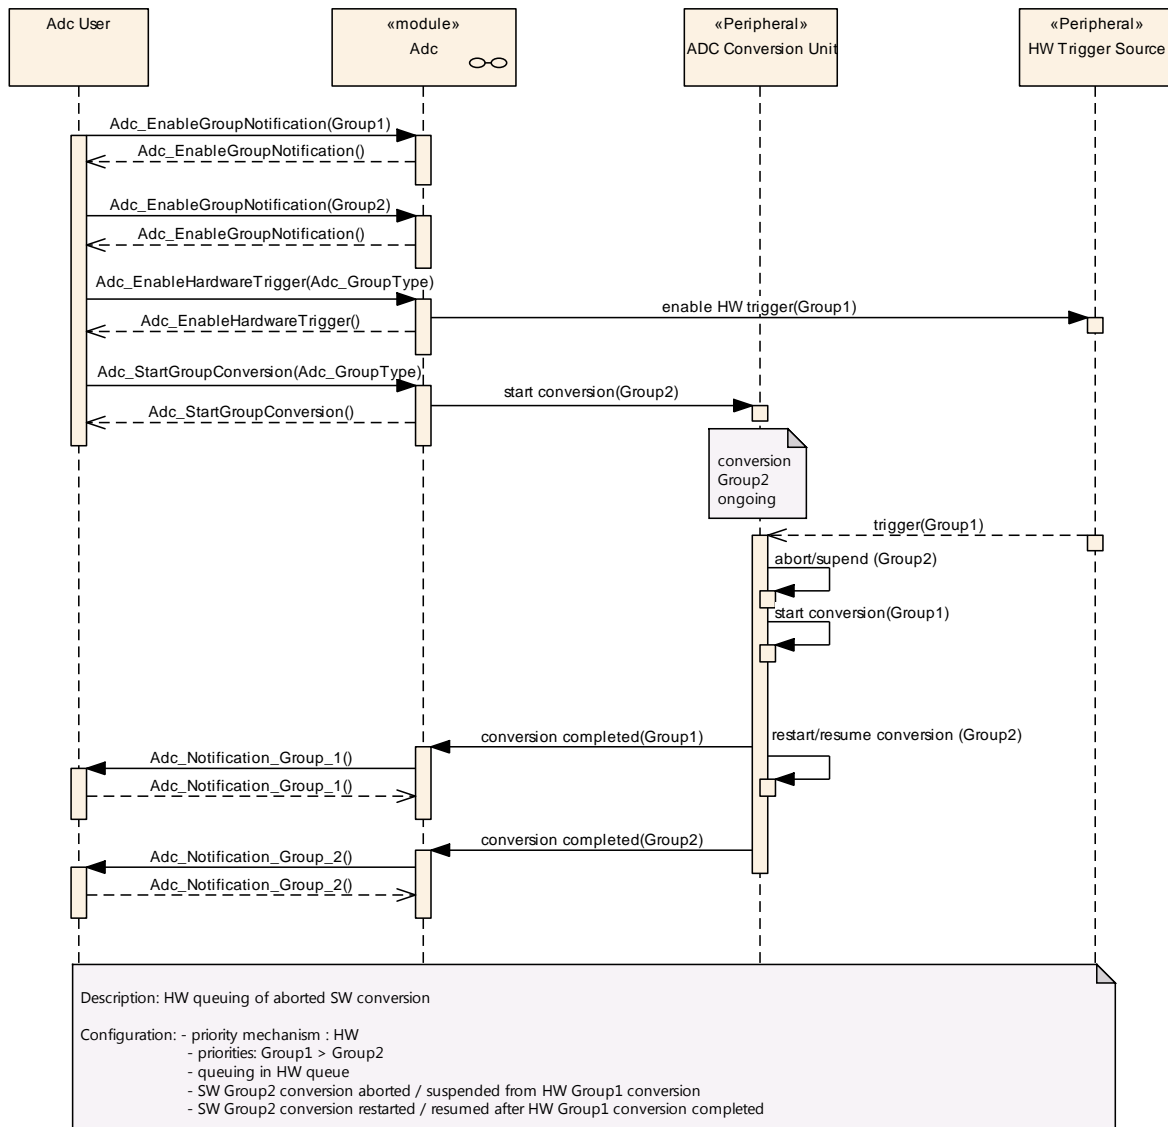 Adc User
«module»
Adc
«Peripheral»
ADC Conversion Unit
«Peripheral»
HW Trigger Source
Adc_EnableGroupNotification(Group1)
Adc_EnableGroupNotification()
Adc_EnableGroupNotification(Group2)
Adc_EnableGroupNotification()
Adc_EnableHardwareTrigger(Adc_GroupType)
enable HW trigger(Group1)
Adc_EnableHardwareTrigger()
Adc_StartGroupConversion(Adc_GroupType)
start conversion(Group2)
Adc_StartGroupConversion()
conversion
Group2
ongoing
trigger(Group1)
abort/supend (Group2)
start conversion(Group1)
conversion completed(Group1)
restart/resume conversion (Group2)
Adc_Notification_Group_1()
Adc_Notification_Group_1()
conversion completed(Group2)
Adc_Notification_Group_2()
Adc_Notification_Group_2()
Description: HW queuing of aborted SW conversion
Configuration: - priority mechanism : HW
- priorities: Group1 > Group2
- queuing in HW queue
- SW Group2 conversion aborted / suspended from HW Group1 conversion
- SW Group2 conversion restarted / resumed after HW Group1 conversion completed